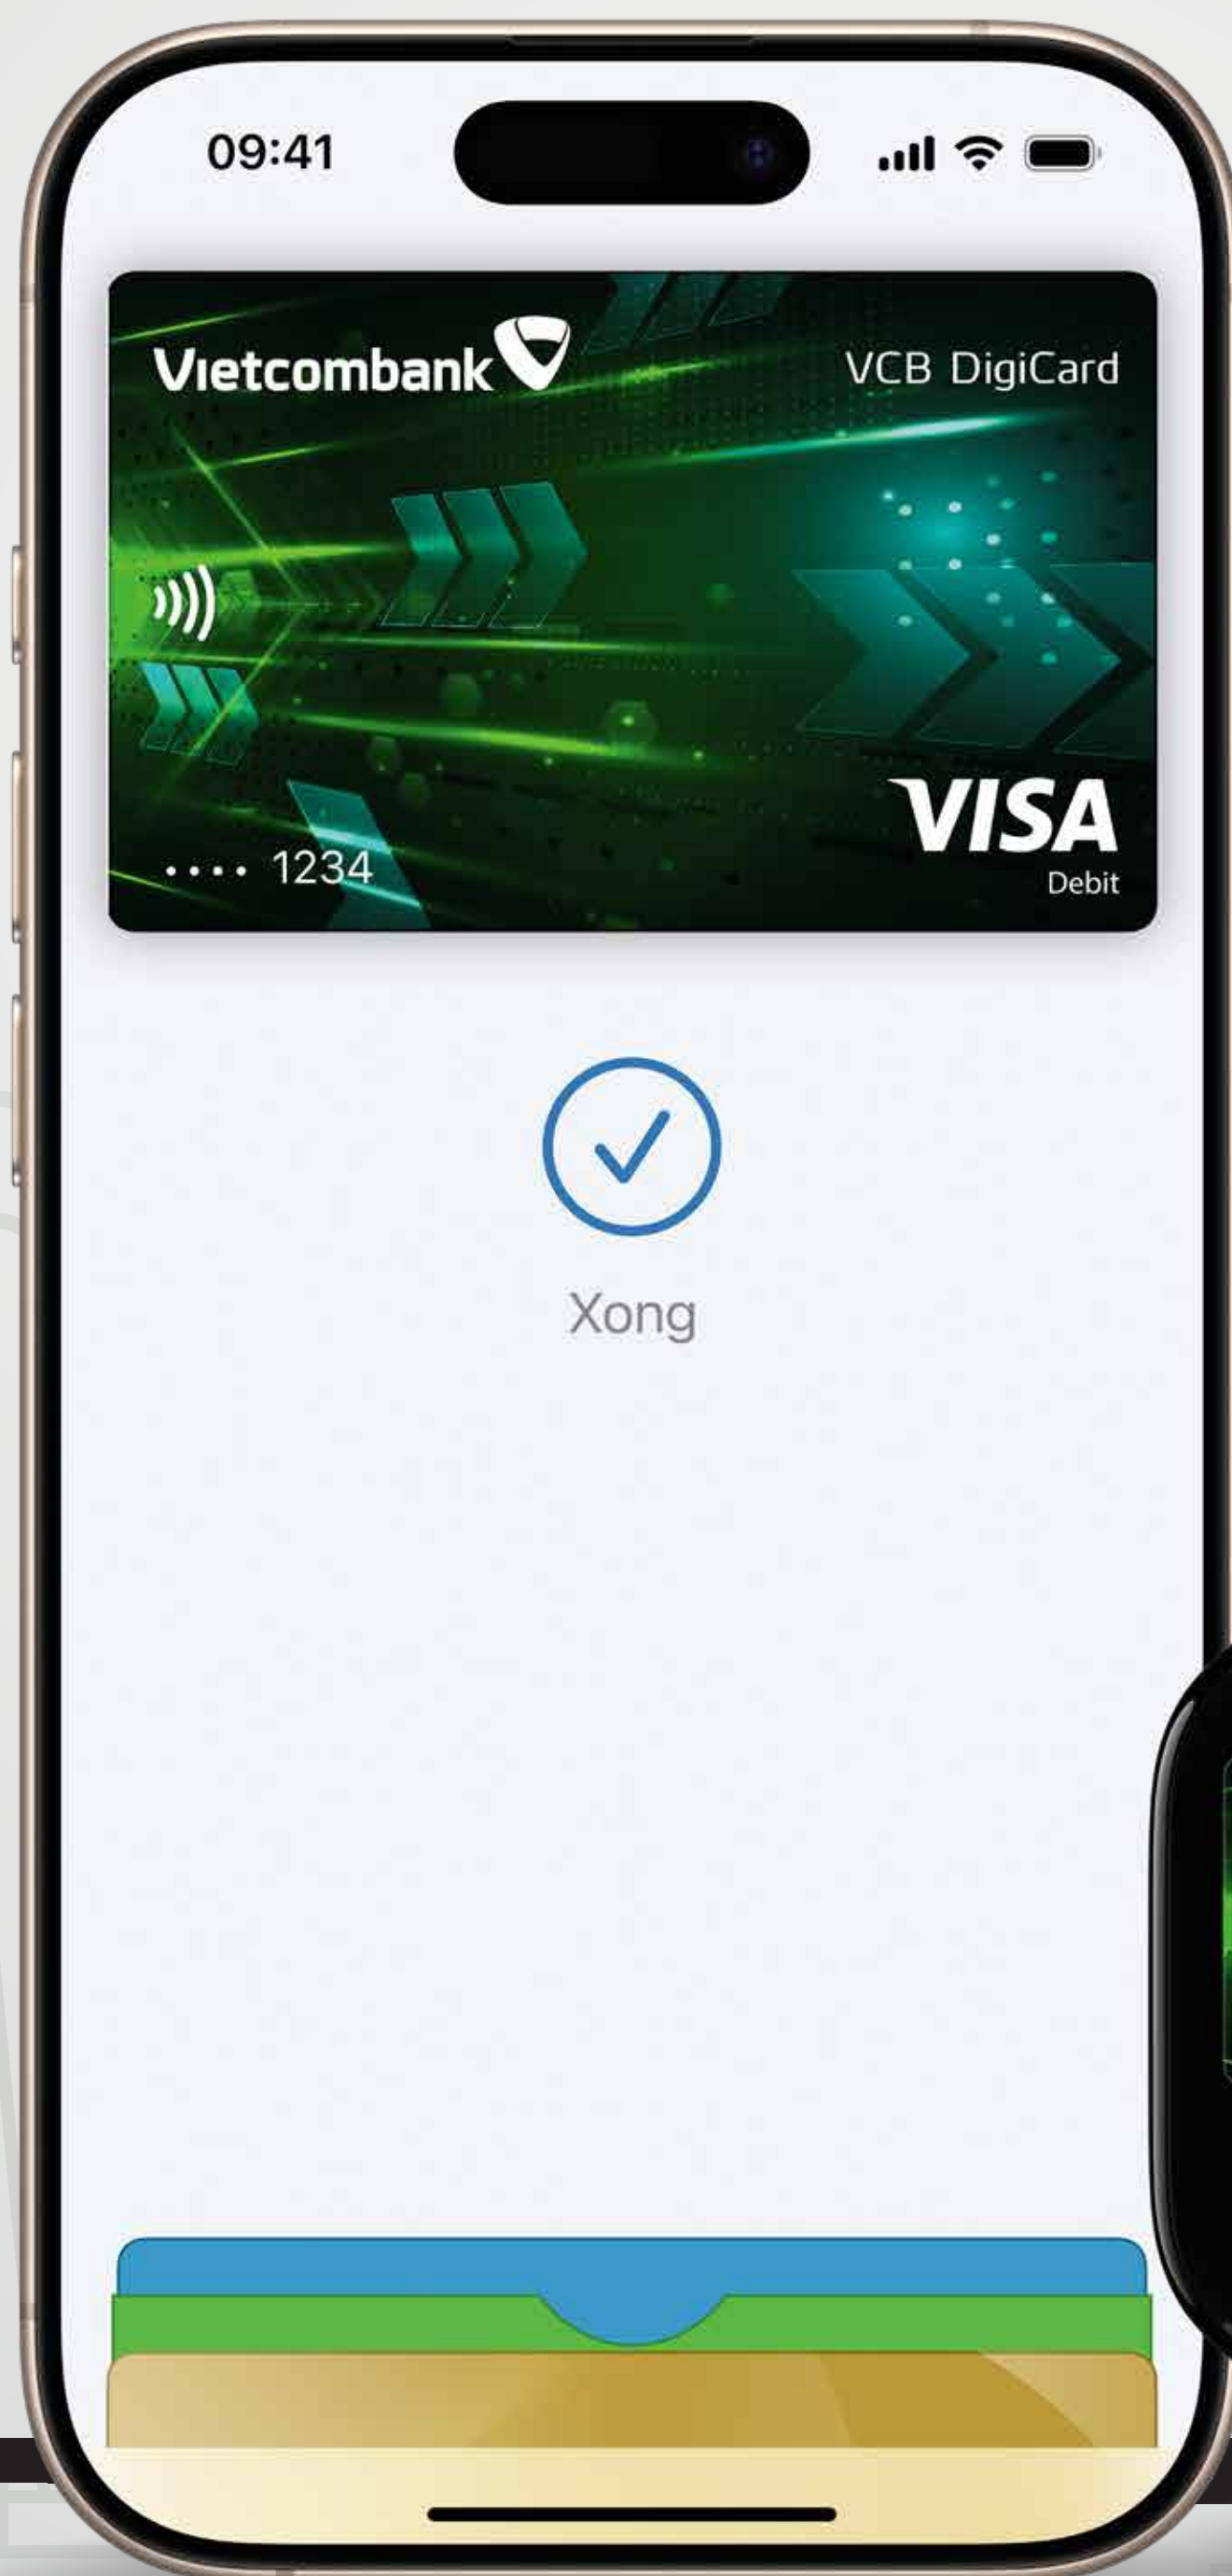 09:41
Vietcombank
VCB DigiCard
VISA
Debit
•••• 1234
Xong